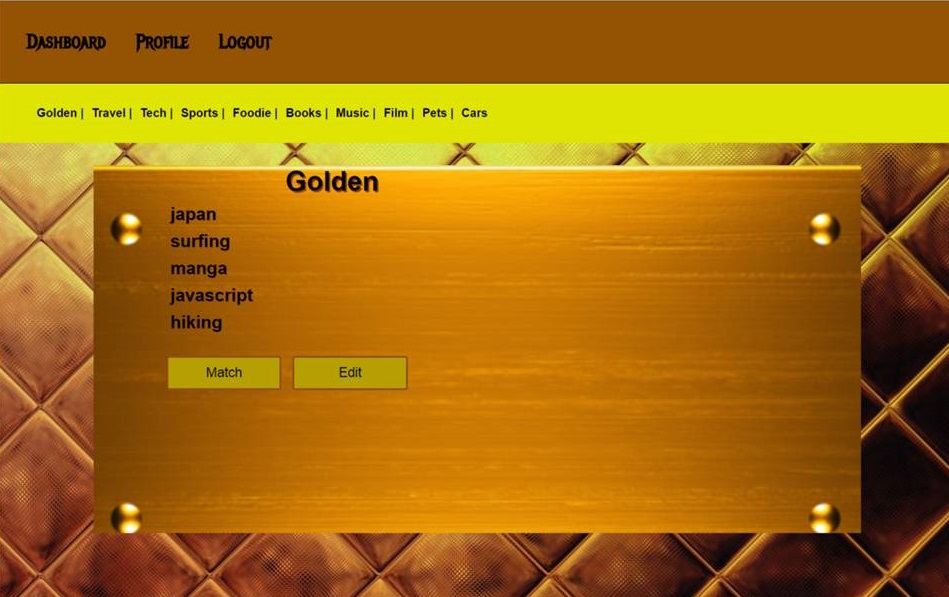 Dashboard Profile Logout
Golden | Travel | Tech | Sports | Foodie | Books | Music | Film | Pets | Cars
Golden
japan
surfing
manga
javascript
hiking
Match Edit